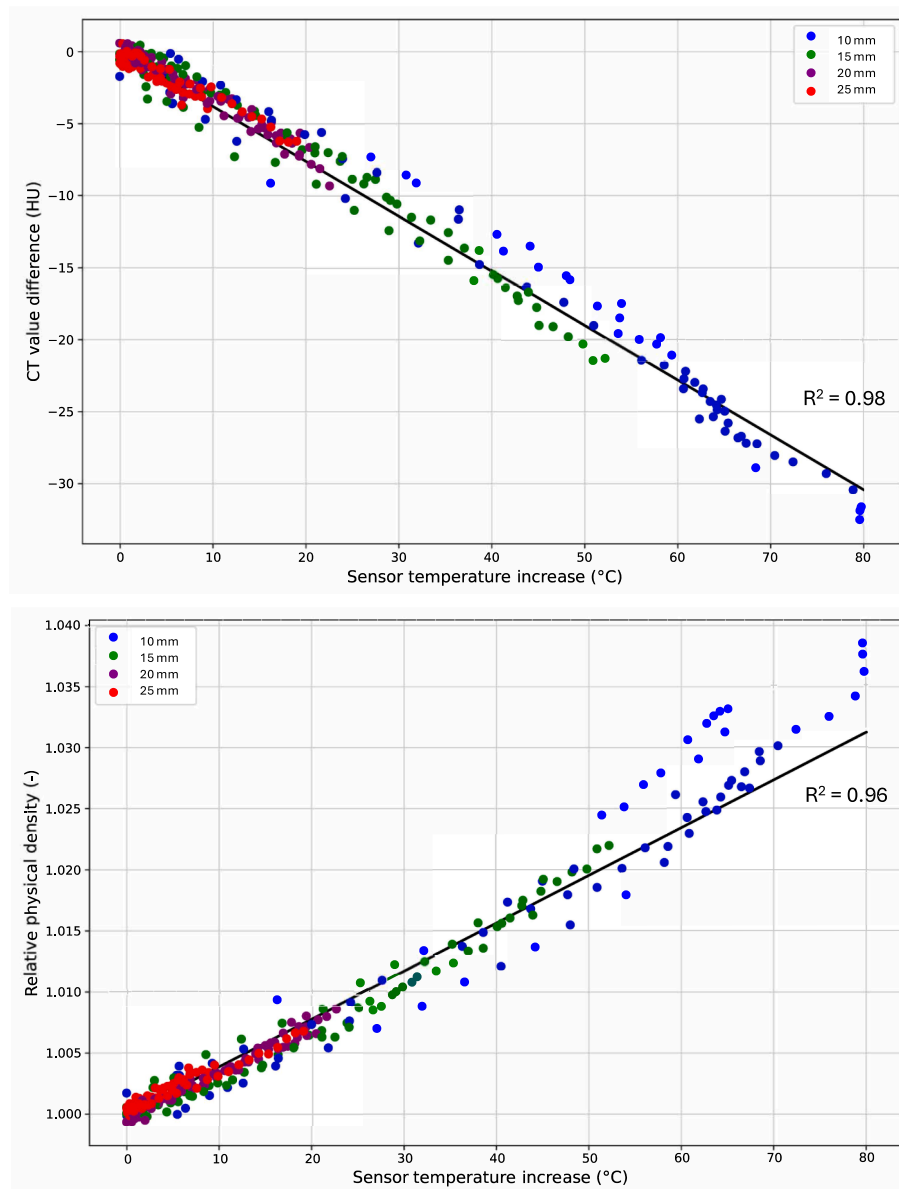 0
−5
−10
−15
−20
−25
−30
CT value difference (HU)
10 mm
15 mm
20 mm
25 mm
R² = 0.98
0 10 20 30 40 50 60 70 80
Sensor temperature increase (°C)
1.040
1.035
1.030
1.025
1.020
1.015
1.010
1.005
1.000
Relative physical density (-)
10 mm
15 mm
20 mm
25 mm
R² = 0.96
0 10 20 30 40 50 60 70 80
Sensor temperature increase (°C)